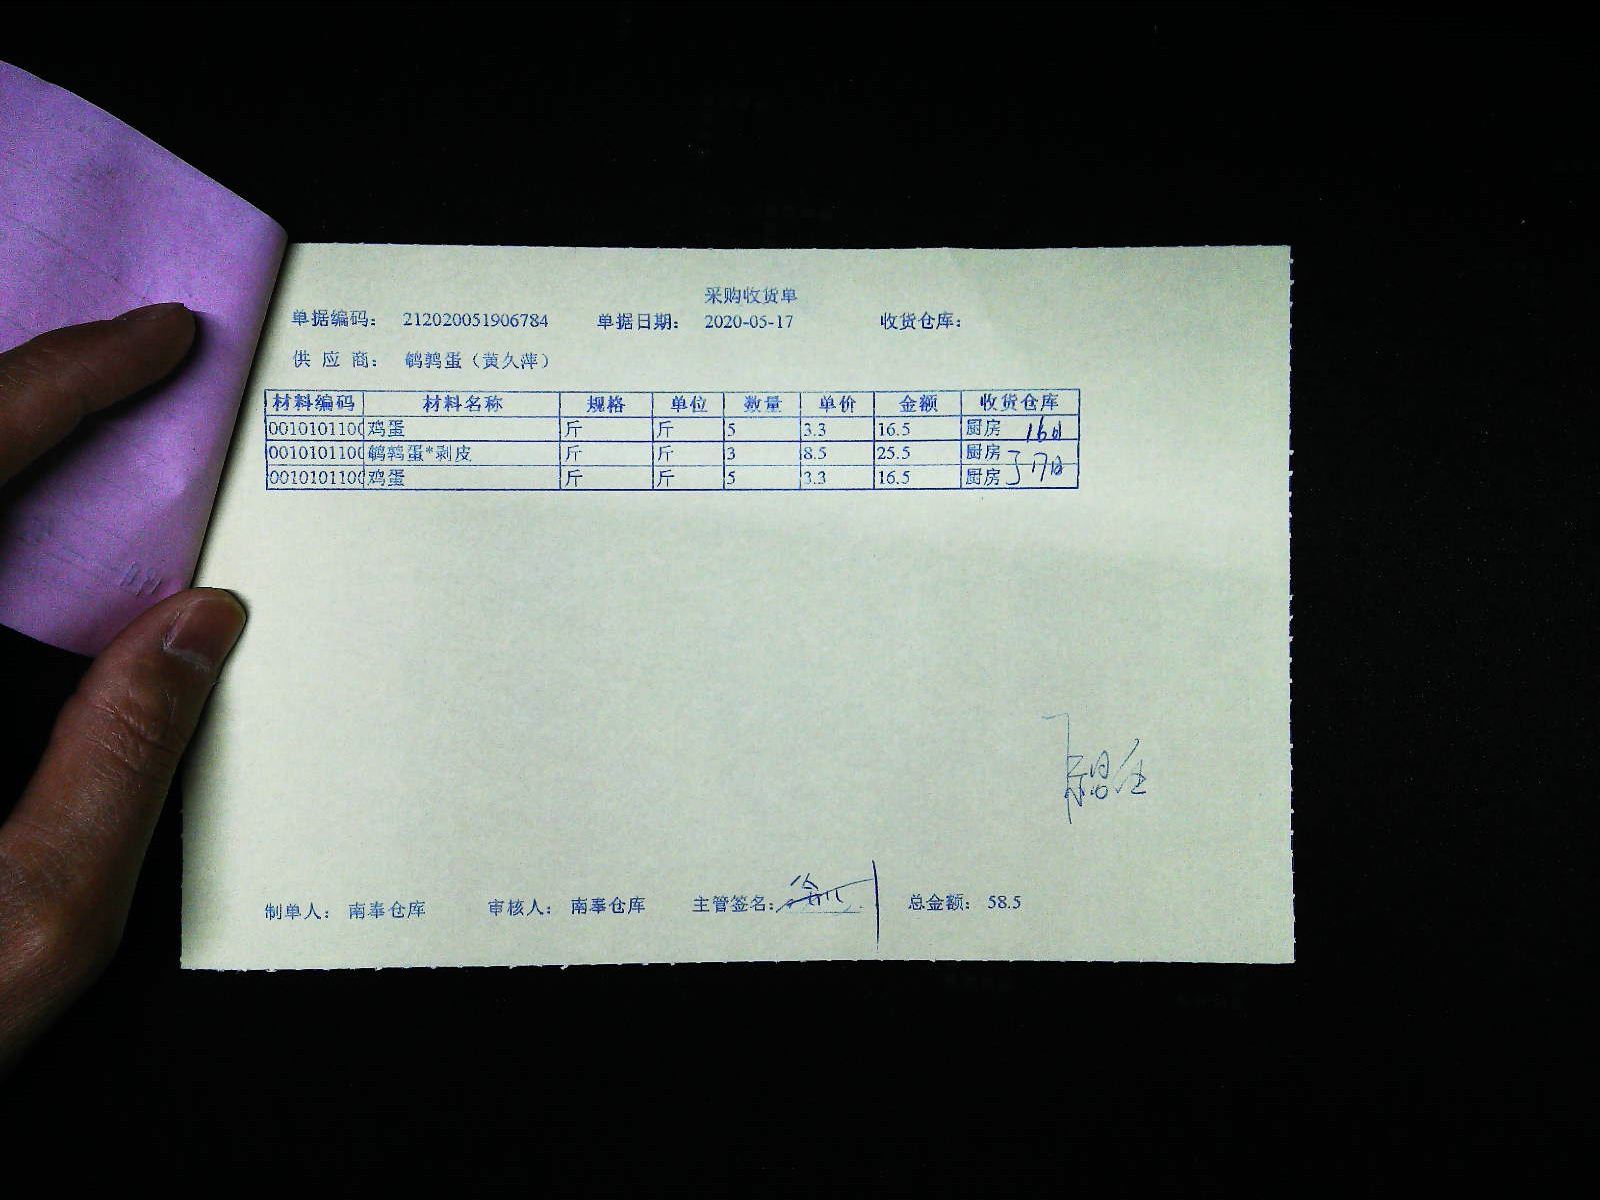 采购收货单
单据编码： 212020051906784 单据日期： 2020-05-17 收货仓库：
供 应 商： 鹌鹑蛋（黄久萍）
材料编码 材料名称 规格 单位 数量 单价 金额 收货仓库
0010101100 鸡蛋 斤 斤 5 3.3 16.5 厨房 16日
0010101100 鹌鹑蛋*剥皮 斤 斤 3 8.5 25.5 厨房
0010101100 鸡蛋 斤 斤 5 3.3 16.5 厨房 17日
制单人： 南奉仓库 审核人： 南奉仓库 主管签名： 总金额： 58.5